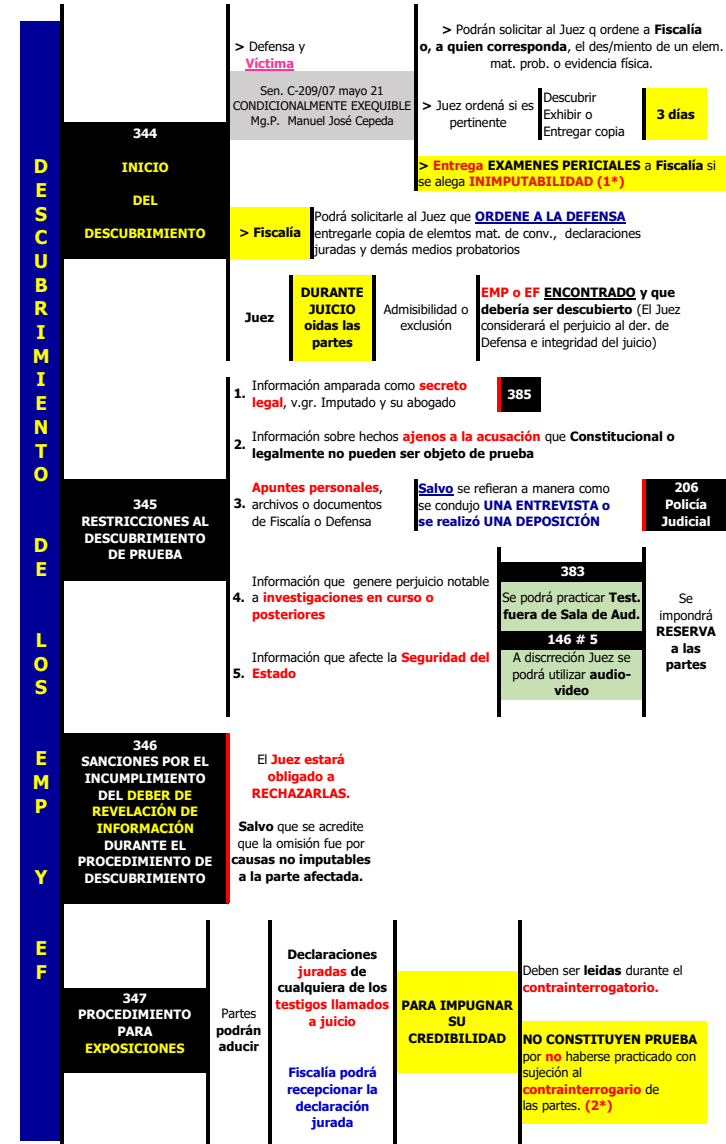 DESCUBRIMIENTO DE LOS EMP Y EF
344
INICIO
DEL
DESCUBRIMIENTO
> Defensa y
Víctima
Sen. C-209/07 mayo 21
CONDICIONALMENTE EXEQUIBLE
Mg.P. Manuel José Cepeda
> Podrán solicitar al Juez q ordene a Fiscalía
o, a quien corresponda, el des/miento de un elem.
mat. prob. o evidencia física.
> Juez ordená si es
pertinente
Descubrir
Exhibir o
Entregar copia
3 días
> Entrega EXAMENES PERICIALES a Fiscalía si
se alega INIMPUTABILIDAD (1*)
> Fiscalía
Podrá solicitarle al Juez que ORDENE A LA DEFENSA
entregarle copia de elemtos mat. de conv., declaraciones
juradas y demás medios probatorios
Juez
DURANTE
JUICIO
oidas las
partes
Admisibilidad o
exclusión
EMP o EF ENCONTRADO y que
debería ser descubierto (El Juez
considerará el perjuicio al der. de
Defensa e integridad del juicio)
345
RESTRICCIONES AL
DESCUBRIMIENTO
DE PRUEBA
1. Información amparada como secreto
legal, v.gr. Imputado y su abogado
385
2. Información sobre hechos ajenos a la acusación que Constitucional o
legalmente no pueden ser objeto de prueba
3. Apuntes personales,
archivos o documentos
de Fiscalía o Defensa
Salvo se refieran a manera como
se condujo UNA ENTREVISTA o
se realizó UNA DEPOSICIÓN
206
Policía
Judicial
4. Información que genere perjuicio notable
a investigaciones en curso o
posteriores
5. Información que afecte la Seguridad del
Estado
383
Se podrá practicar Test.
fuera de Sala de Aud.
146 # 5
A discrreción Juez se
podrá utilizar audio-
video
Se
impondrá
RESERVA
a las
partes
346
SANCIONES POR EL
INCUMPLIMIENTO
DEL DEBER DE
REVELACIÓN DE
INFORMACIÓN
DURANTE EL
PROCEDIMIENTO DE
DESCUBRIMIENTO
El Juez estará
obligado a
RECHAZARLAS.
Salvo que se acredite
que la omisión fue por
causas no imputables
a la parte afectada.
347
PROCEDIMIENTO
PARA
EXPOSICIONES
Partes
podrán
aducir
Declaraciones
juradas de
cualquiera de los
testigos llamados
a juicio
Fiscalía podrá
recepcionar la
declaración
jurada
PARA IMPUGNAR
SU
CREDIBILIDAD
Deben ser leidas durante el
contrainterrogatorio.
NO CONSTITUYEN PRUEBA
por no haberse practicado con
sujeción al
contrainterrogario de
las partes. (2*)